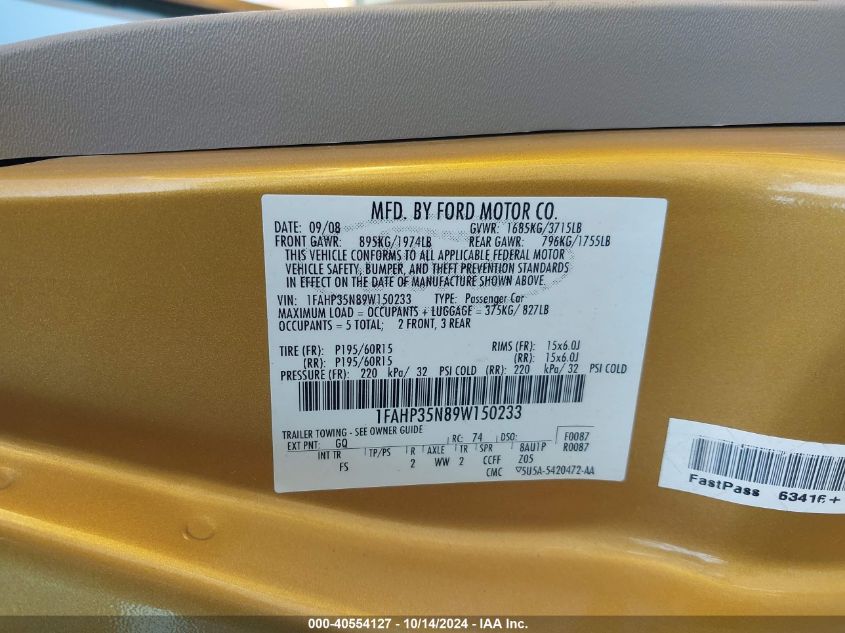 MFD. BY FORD MOTOR CO.
DATE: 09/08 GVWR: 1685KG/3715LB
FRONT GAWR: 895KG/1974LB REAR GAWR: 796KG/1755LB
THIS VEHICLE CONFORMS TO ALL APPLICABLE FEDERAL MOTOR
VEHICLE SAFETY, BUMPER, AND THEFT PREVENTION STANDARDS
IN EFFECT ON THE DATE OF MANUFACTURE SHOWN ABOVE.
VIN: 1FAHP35N89W150233 TYPE: Passenger Car
MAXIMUM LOAD = OCCUPANTS + LUGGAGE = 375KG/ 827LB
OCCUPANTS = 5 TOTAL; 2 FRONT, 3 REAR
TIRE (FR): P195/60R15 RIMS (FR): 15x6.0J
(RR): P195/60R15 (RR): 15x6.0J
PRESSURE (FR): 220 kPa/ 32 PSI COLD (RR): 220 kPa/ 32 PSI COLD
1FAHP35N89W150233
TRAILER TOWING - SEE OWNER GUIDE
EXT PNT: GQ RC: 74 DSO: F0087
INT TR TP/PS R AXLE TR SPR 8AU1P R0087
FS 2 WW 2 CCFF Z05
CMC ▽5U5A-5420472-AA
FastPass 63416+
000-40554127 - 10/14/2024 - IAA Inc.